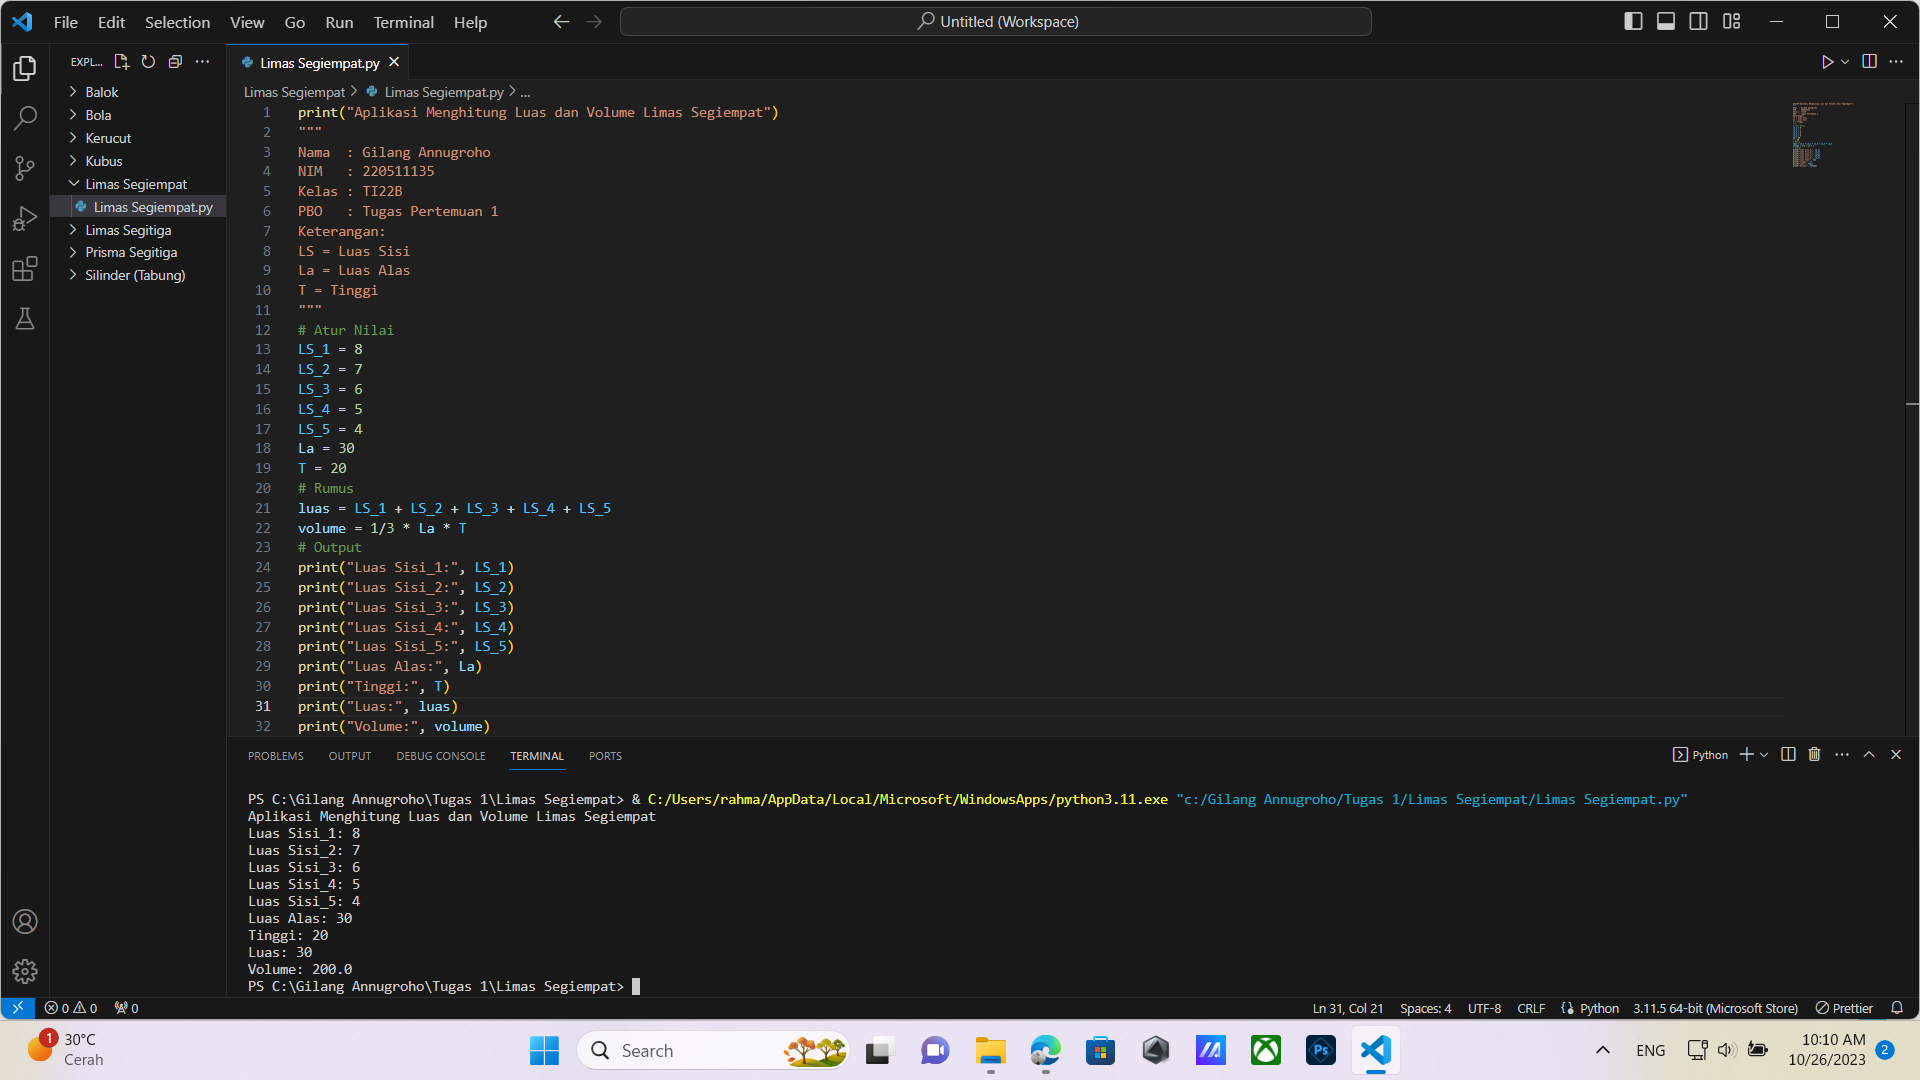 File Edit Selection View Go Run Terminal Help
Untitled (Workspace)
EXPL...
Balok
Bola
Kerucut
Kubus
Limas Segiempat
Limas Segiempat.py
Limas Segitiga
Prisma Segitiga
Silinder (Tabung)
Limas Segiempat.py
Limas Segiempat > Limas Segiempat.py > ...
1 print("Aplikasi Menghitung Luas dan Volume Limas Segiempat")
2 """
3 Nama  : Gilang Annugroho
4 NIM   : 220511135
5 Kelas : TI22B
6 PBO   : Tugas Pertemuan 1
7 Keterangan:
8 LS = Luas Sisi
9 La = Luas Alas
10 T = Tinggi
11 """
12 # Atur Nilai
13 LS_1 = 8
14 LS_2 = 7
15 LS_3 = 6
16 LS_4 = 5
17 LS_5 = 4
18 La = 30
19 T = 20
20 # Rumus
21 luas = LS_1 + LS_2 + LS_3 + LS_4 + LS_5
22 volume = 1/3 * La * T
23 # Output
24 print("Luas Sisi_1:", LS_1)
25 print("Luas Sisi_2:", LS_2)
26 print("Luas Sisi_3:", LS_3)
27 print("Luas Sisi_4:", LS_4)
28 print("Luas Sisi_5:", LS_5)
29 print("Luas Alas:", La)
30 print("Tinggi:", T)
31 print("Luas:", luas)
32 print("Volume:", volume)
PROBLEMS OUTPUT DEBUG CONSOLE TERMINAL PORTS
Python
PS C:\Gilang Annugroho\Tugas 1\Limas Segiempat> & C:/Users/rahma/AppData/Local/Microsoft/WindowsApps/python3.11.exe "c:/Gilang Annugroho/Tugas 1/Limas Segiempat/Limas Segiempat.py"
Aplikasi Menghitung Luas dan Volume Limas Segiempat
Luas Sisi_1: 8
Luas Sisi_2: 7
Luas Sisi_3: 6
Luas Sisi_4: 5
Luas Sisi_5: 4
Luas Alas: 30
Tinggi: 20
Luas: 30
Volume: 200.0
PS C:\Gilang Annugroho\Tugas 1\Limas Segiempat>
0 0 0 Ln 31, Col 21 Spaces: 4 UTF-8 CRLF Python 3.11.5 64-bit (Microsoft Store) Prettier
1 30°C
Cerah
Search
Ps
ENG
10:10 AM
10/26/2023
2